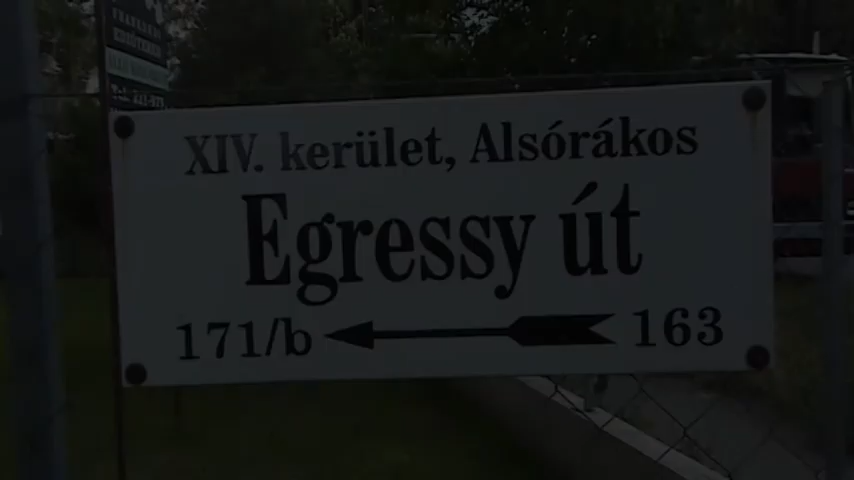 XIV. kerület, Alsórákos
Egressy út
171/b 163